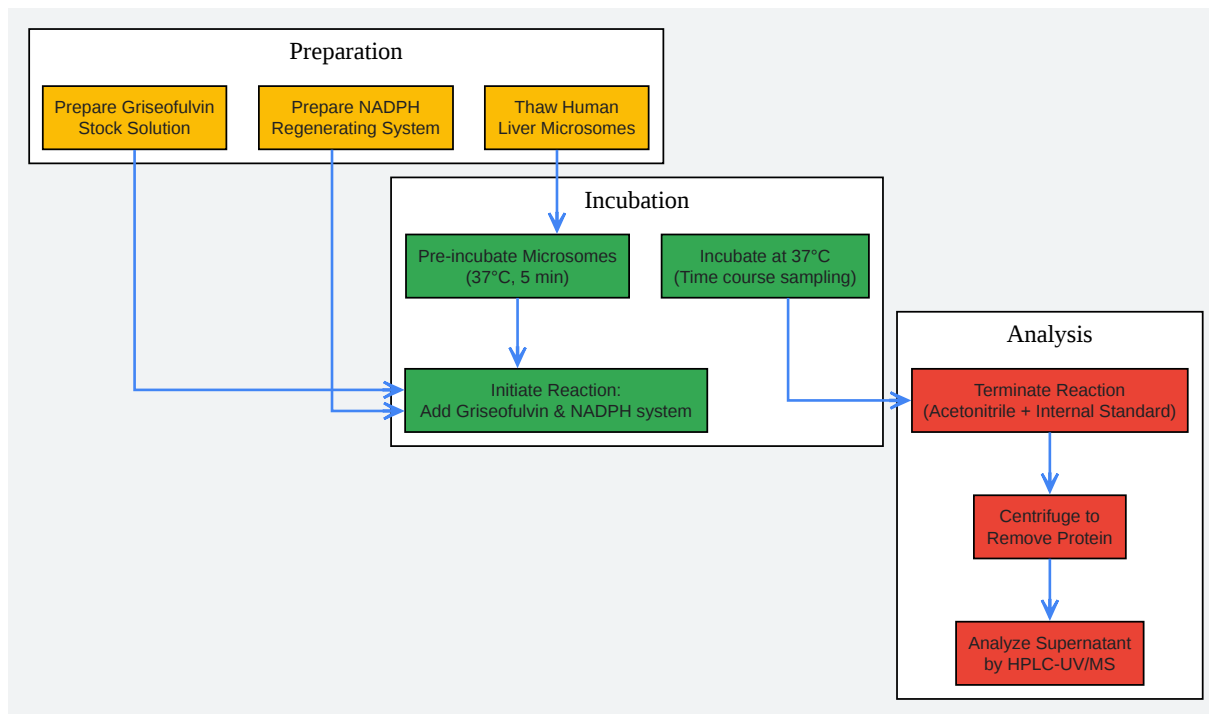 Preparation
Prepare Griseofulvin
Stock Solution
Prepare NADPH
Regenerating System
Thaw Human
Liver Microsomes
Incubation
Pre-incubate Microsomes
(37°C, 5 min)
Incubate at 37°C
(Time course sampling)
Initiate Reaction:
Add Griseofulvin & NADPH system
Analysis
Terminate Reaction
(Acetonitrile + Internal Standard)
Centrifuge to
Remove Protein
Analyze Supernatant
by HPLC-UV/MS